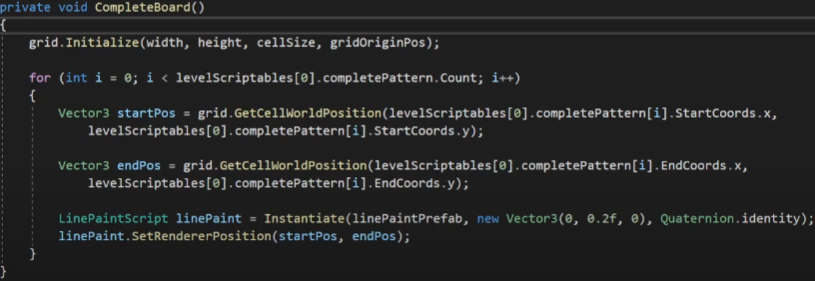 private void CompleteBoard()
{
grid.Initialize(width, height, cellSize, gridOriginPos);
for (int i = 0; i < levelScriptables[0].completePattern.Count; i++)
{
Vector3 startPos = grid.GetCellWorldPosition(levelScriptables[0].completePattern[i].StartCoords.x,
levelScriptables[0].completePattern[i].StartCoords.y);
Vector3 endPos = grid.GetCellWorldPosition(levelScriptables[0].completePattern[i].EndCoords.x,
levelScriptables[0].completePattern[i].EndCoords.y);
LinePaintScript linePaint = Instantiate(linePaintPrefab, new Vector3(0, 0.2f, 0), Quaternion.identity);
linePaint.SetRendererPosition(startPos, endPos);
}
}